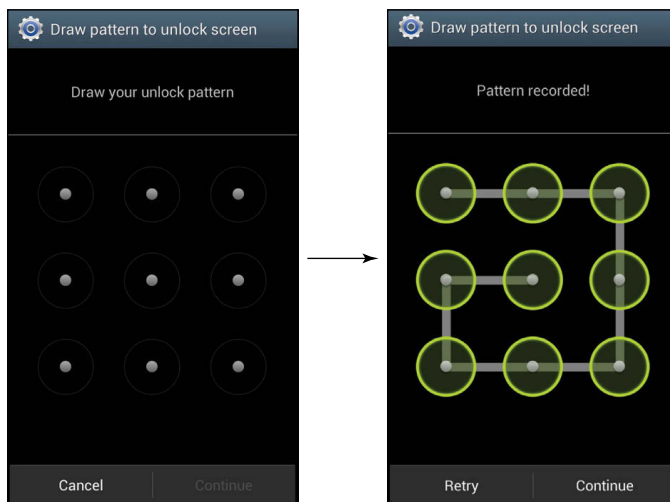 Draw pattern to unlock screen
Draw your unlock pattern
Cancel
Continue
Draw pattern to unlock screen
Pattern recorded!
Retry
Continue